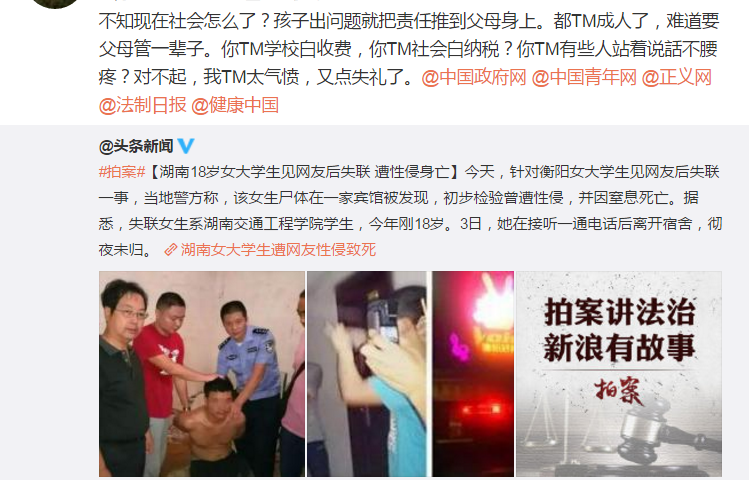 不知现在社会怎么了？孩子出问题就把责任推到父母身上。都TM成人了，难道要
父母管一辈子。你TM学校白收费，你TM社会白纳税？你TM有些人站着说話不腰
疼？对不起，我TM太气愤，又点失礼了。@中国政府网 @中国青年网 @正义网
@法制日报 @健康中国
@头条新闻
#拍案#【湖南18岁女大学生见网友后失联 遭性侵身亡】今天，针对衡阳女大学生见网友后失联
一事，当地警方称，该女生尸体在一家宾馆被发现，初步检验曾遭性侵，并因窒息死亡。据
悉，失联女生系湖南交通工程学院学生，今年刚18岁。3日，她在接听一通电话后离开宿舍，彻
夜未归。 湖南女大学生遭网友性侵致死
拍案讲法治
新浪有故事
拍案